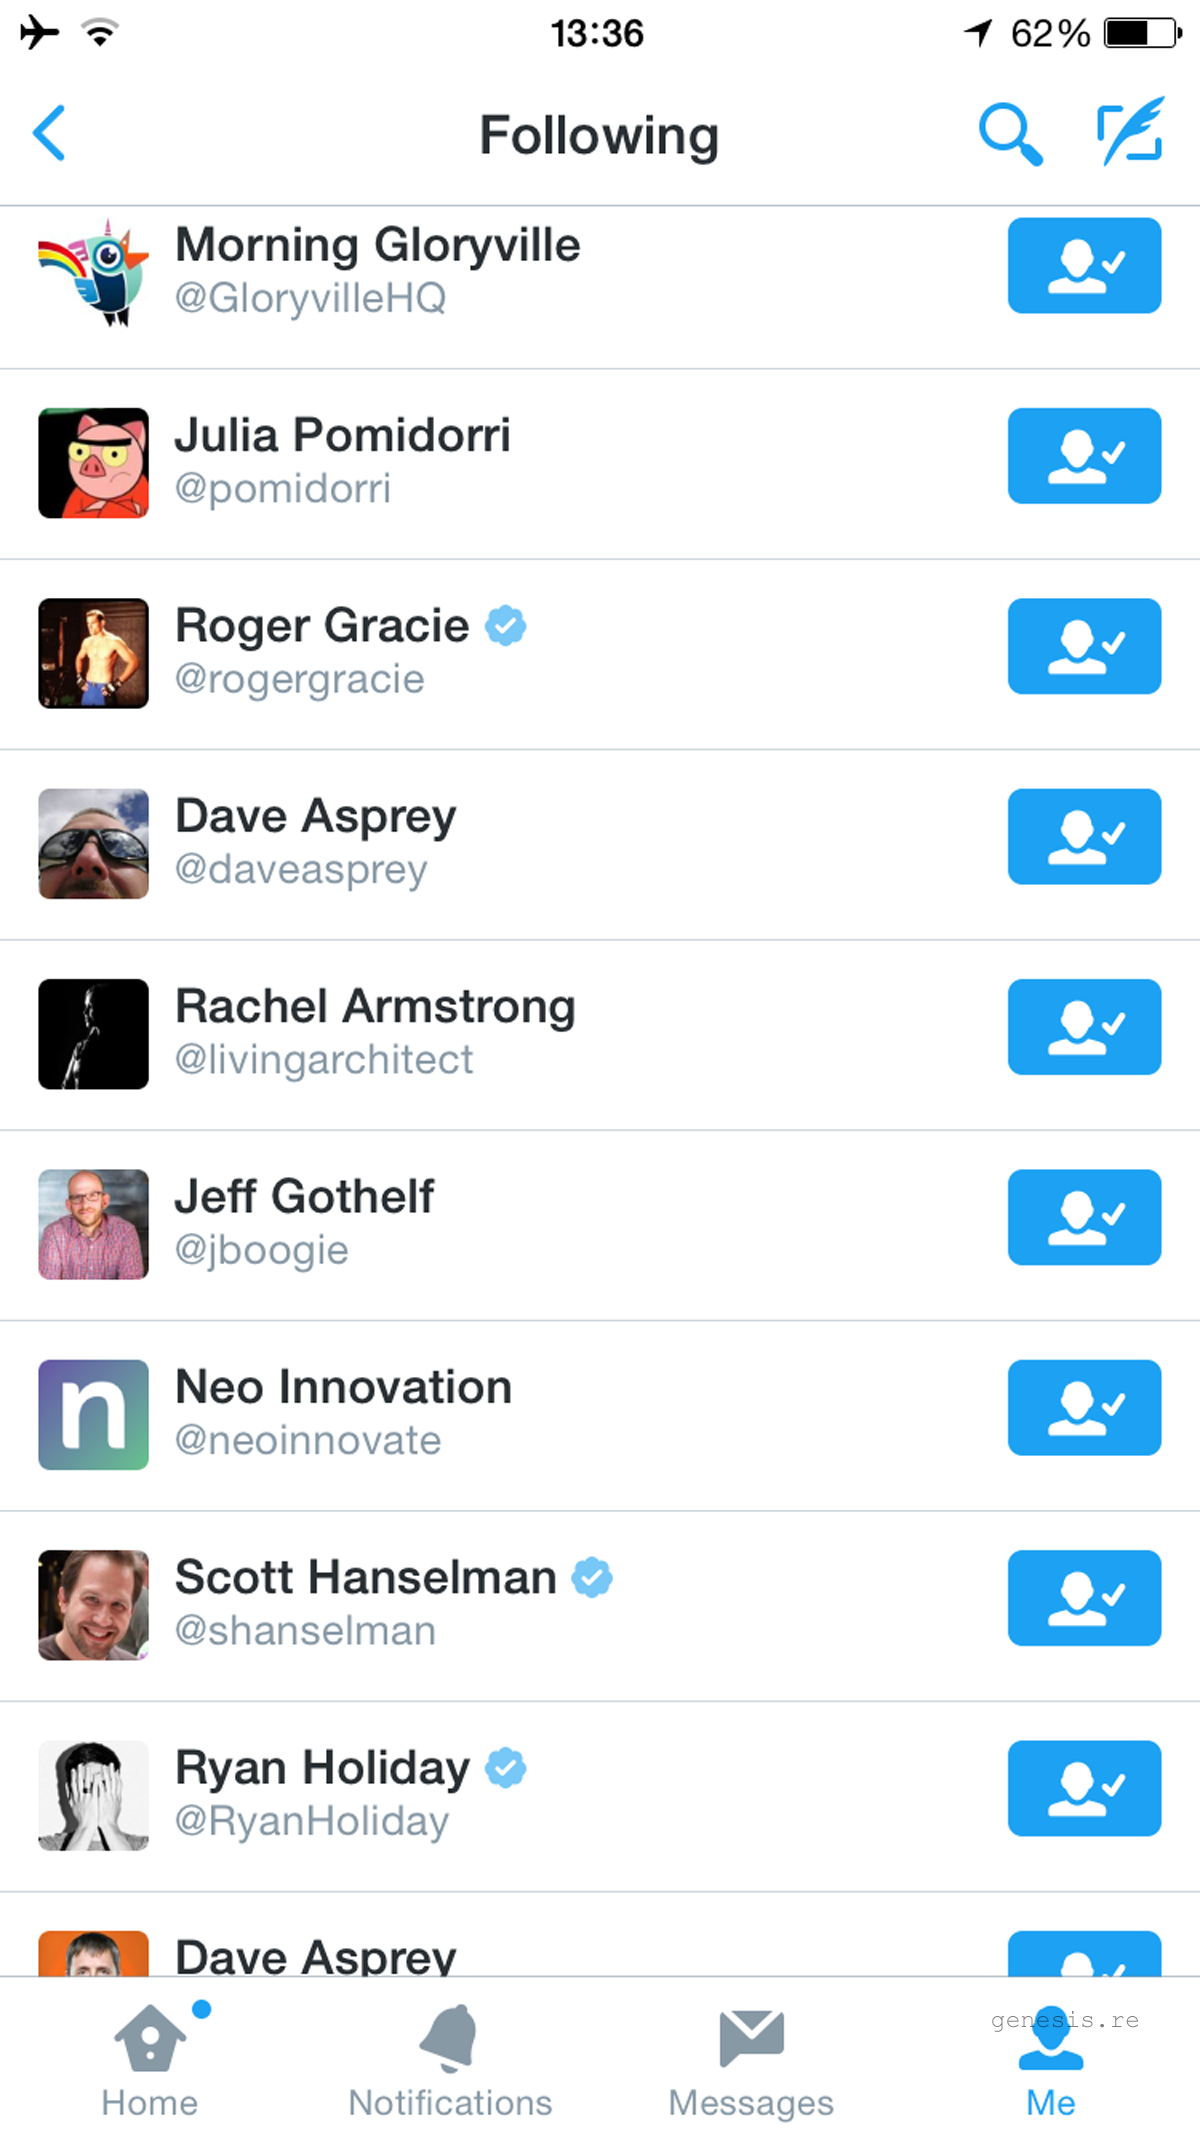 13:36
62%
Following
Morning Gloryville
@GloryvilleHQ
Julia Pomidorri
@pomidorri
Roger Gracie
@rogergracie
Dave Asprey
@daveasprey
Rachel Armstrong
@livingarchitect
Jeff Gothelf
@jboogie
n
Neo Innovation
@neoinnovate
Scott Hanselman
@shanselman
Ryan Holiday
@RyanHoliday
Dave Asprey
genesis.re
Home
Notifications
Messages
Me